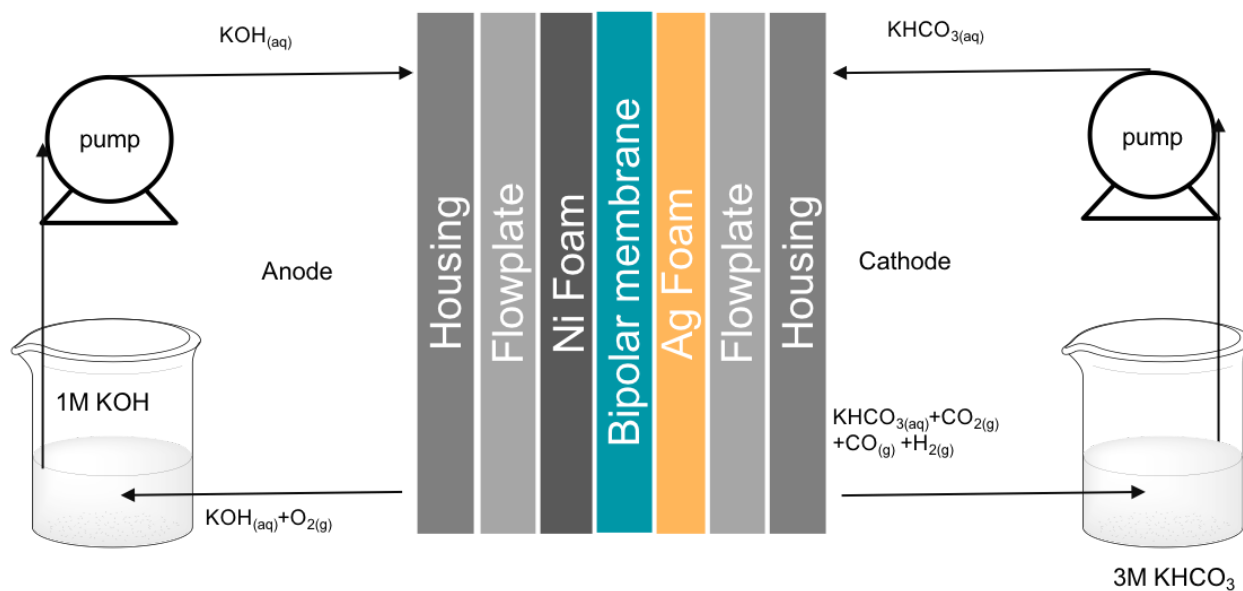 KOH(aq)
KHCO3(aq)
pump
pump
Anode
Housing
Flowplate
Ni Foam
Bipolar membrane
Ag Foam
Flowplate
Housing
Cathode
1M KOH
KHCO3(aq)+CO2(g)
+CO(g) +H2(g)
KOH(aq)+O2(g)
3M KHCO3